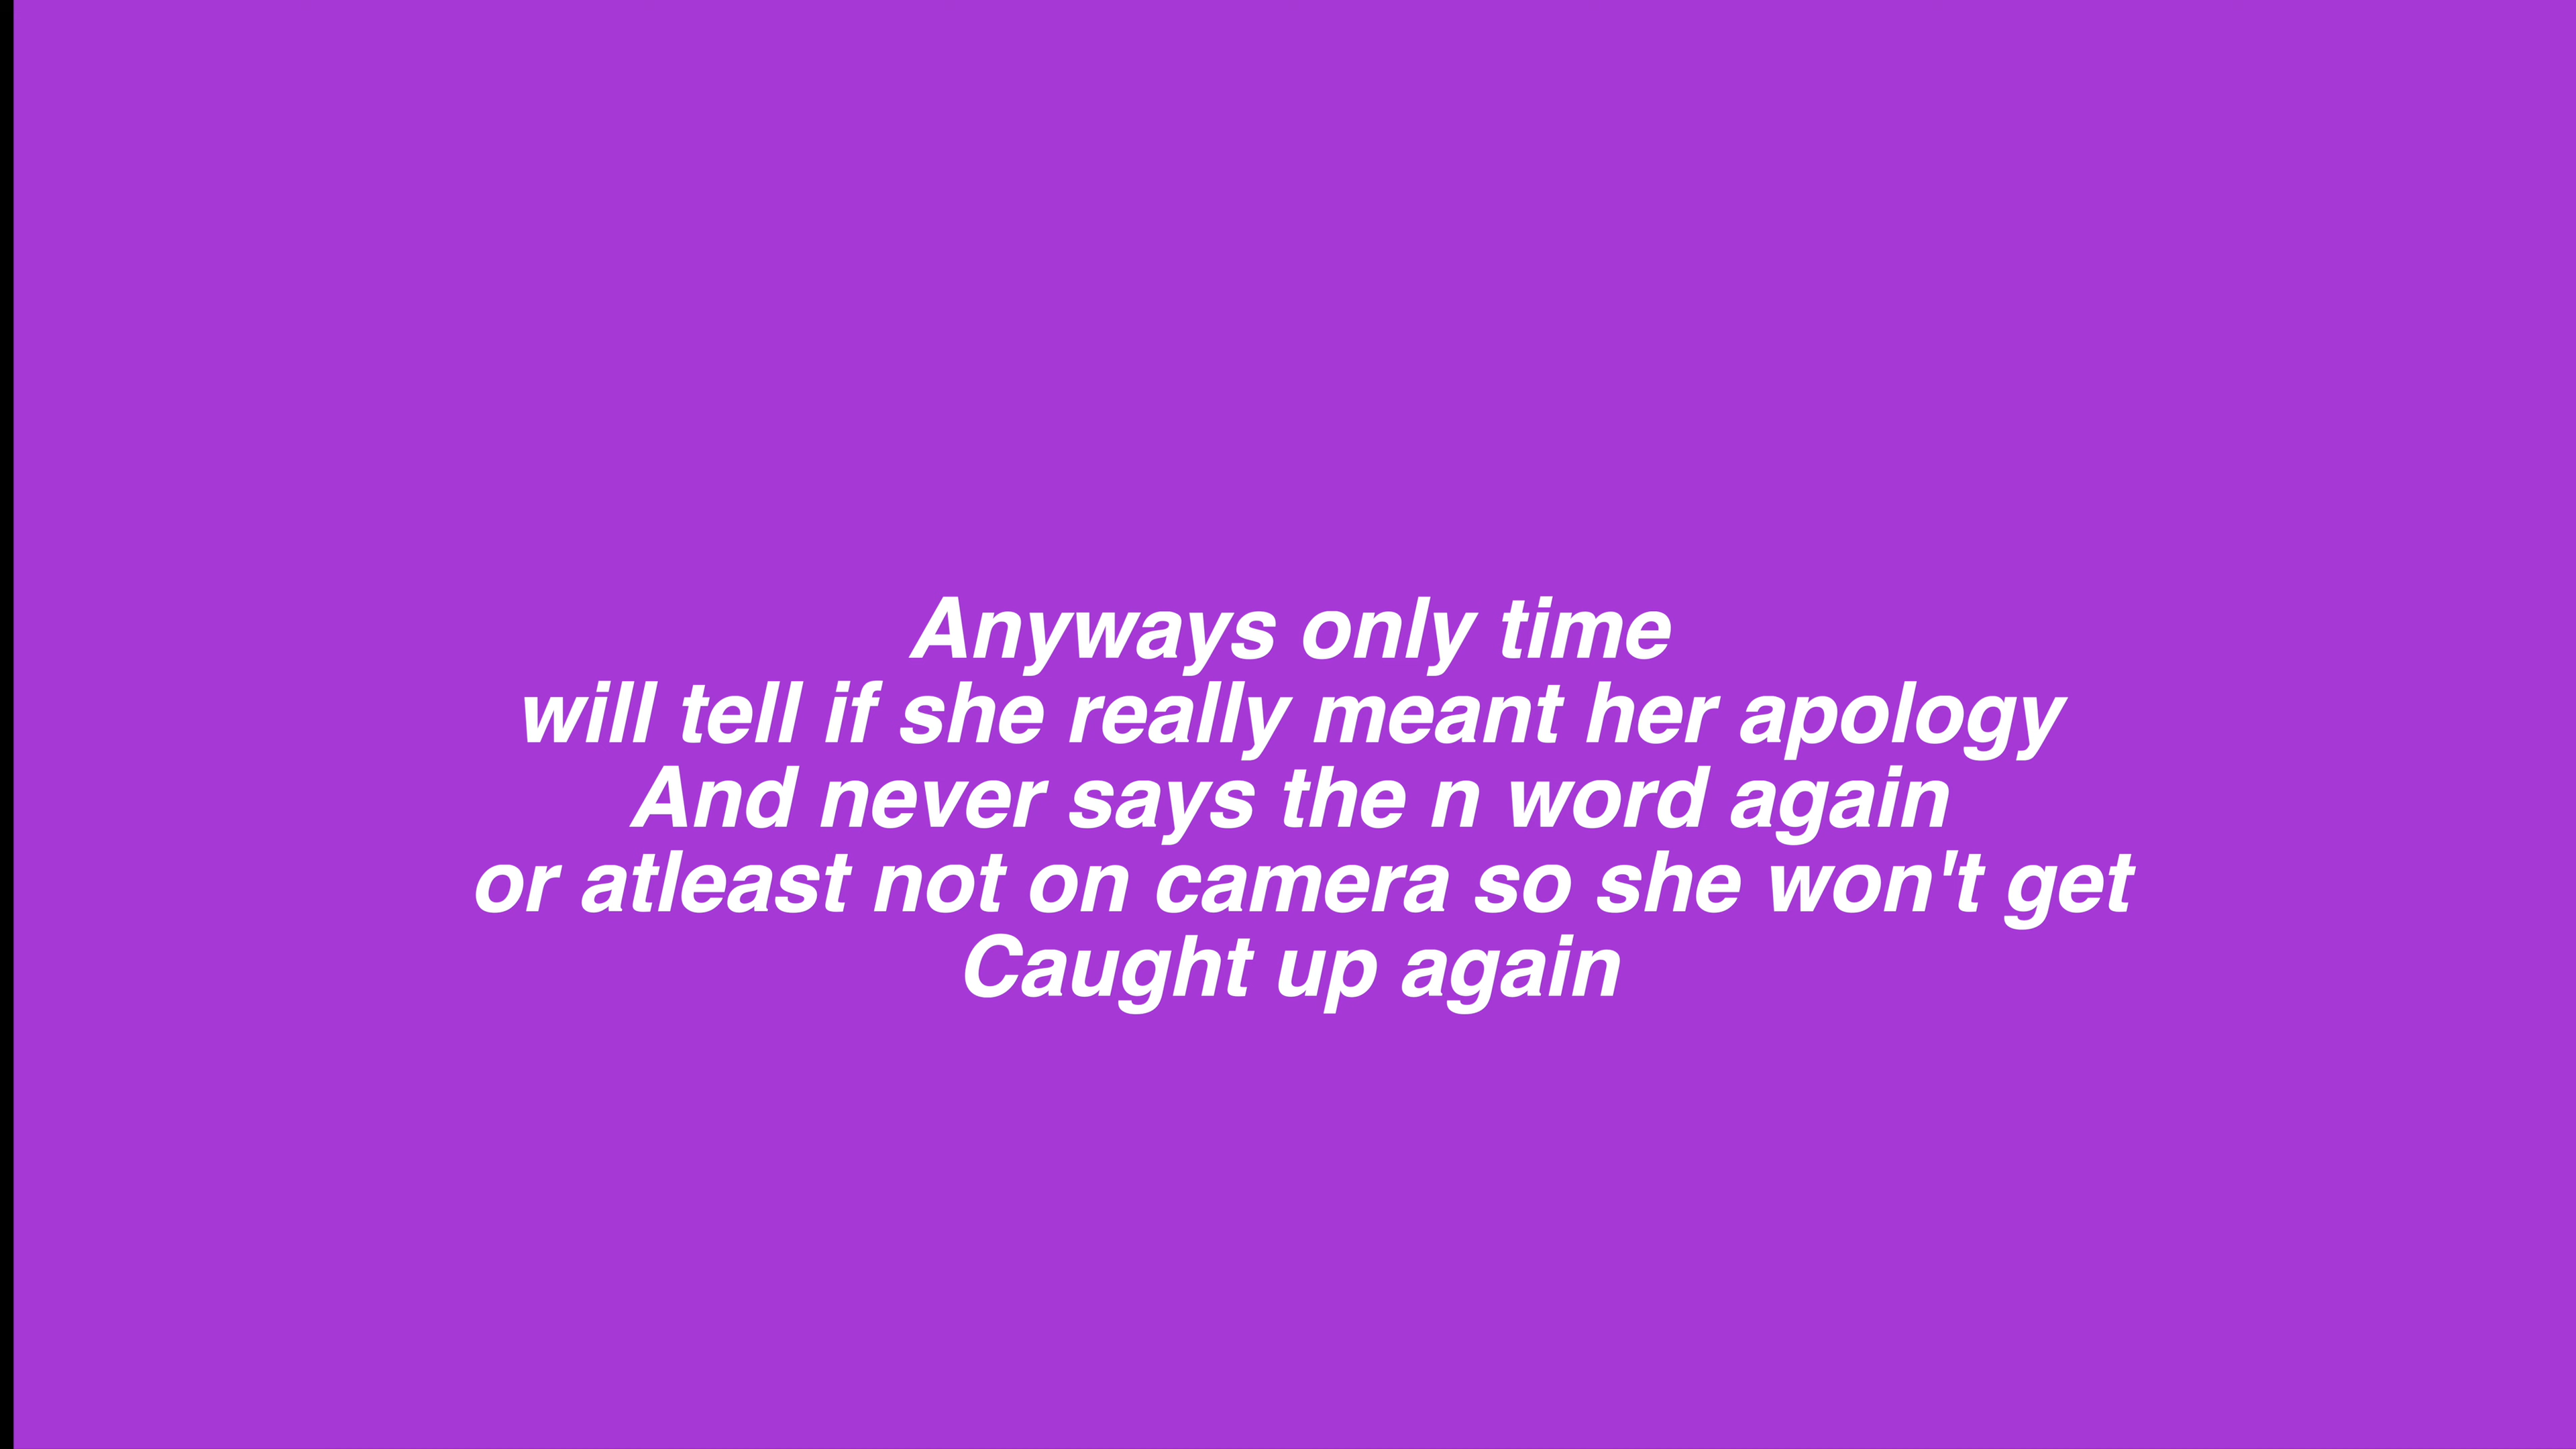 Anyways only time
will tell if she really meant her apology
And never says the n word again
or atleast not on camera so she won't get
Caught up again